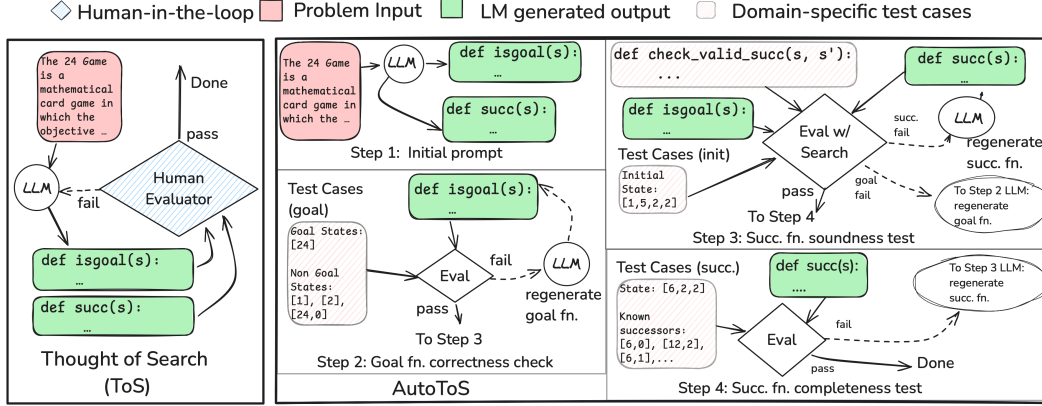 Human-in-the-loop
Problem Input
LM generated output
Domain-specific test cases
The 24 Game
is a
mathematical
card game in
which the
objective …
Done
pass
LLM
fail
Human
Evaluator
def isgoal(s):
…
def succ(s):
…
Thought of Search
(ToS)
The 24 Game
is a
mathematical
card game in
which the …
LLM
def isgoal(s):
…
def succ(s):
…
Step 1: Initial prompt
Test Cases
(goal)
Goal States:
[24]
Non Goal
States:
[1], [2],
[24,0]
def isgoal(s):
…
Eval
fail
LLM
regenerate
goal fn.
pass
To Step 3
Step 2: Goal fn. correctness check
AutoToS
def check_valid_succ(s, s'):
...
def succ(s):
…
def isgoal(s):
…
Eval w/
Search
succ.
fail
LLM
regenerate
succ. fn.
Test Cases (init)
Initial
State:
[1,5,2,2]
pass
goal
fail
To Step 2 LLM:
regenerate
goal fn.
To Step 4
Step 3: Succ. fn. soundness test
Test Cases (succ.)
State: [6,2,2]
Known
successors:
[6,0], [12,2],
[6,1],...
def succ(s):
....
Eval
fail
To Step 3 LLM:
regenerate
succ. fn.
pass
Done
Step 4: Succ. fn. completeness test